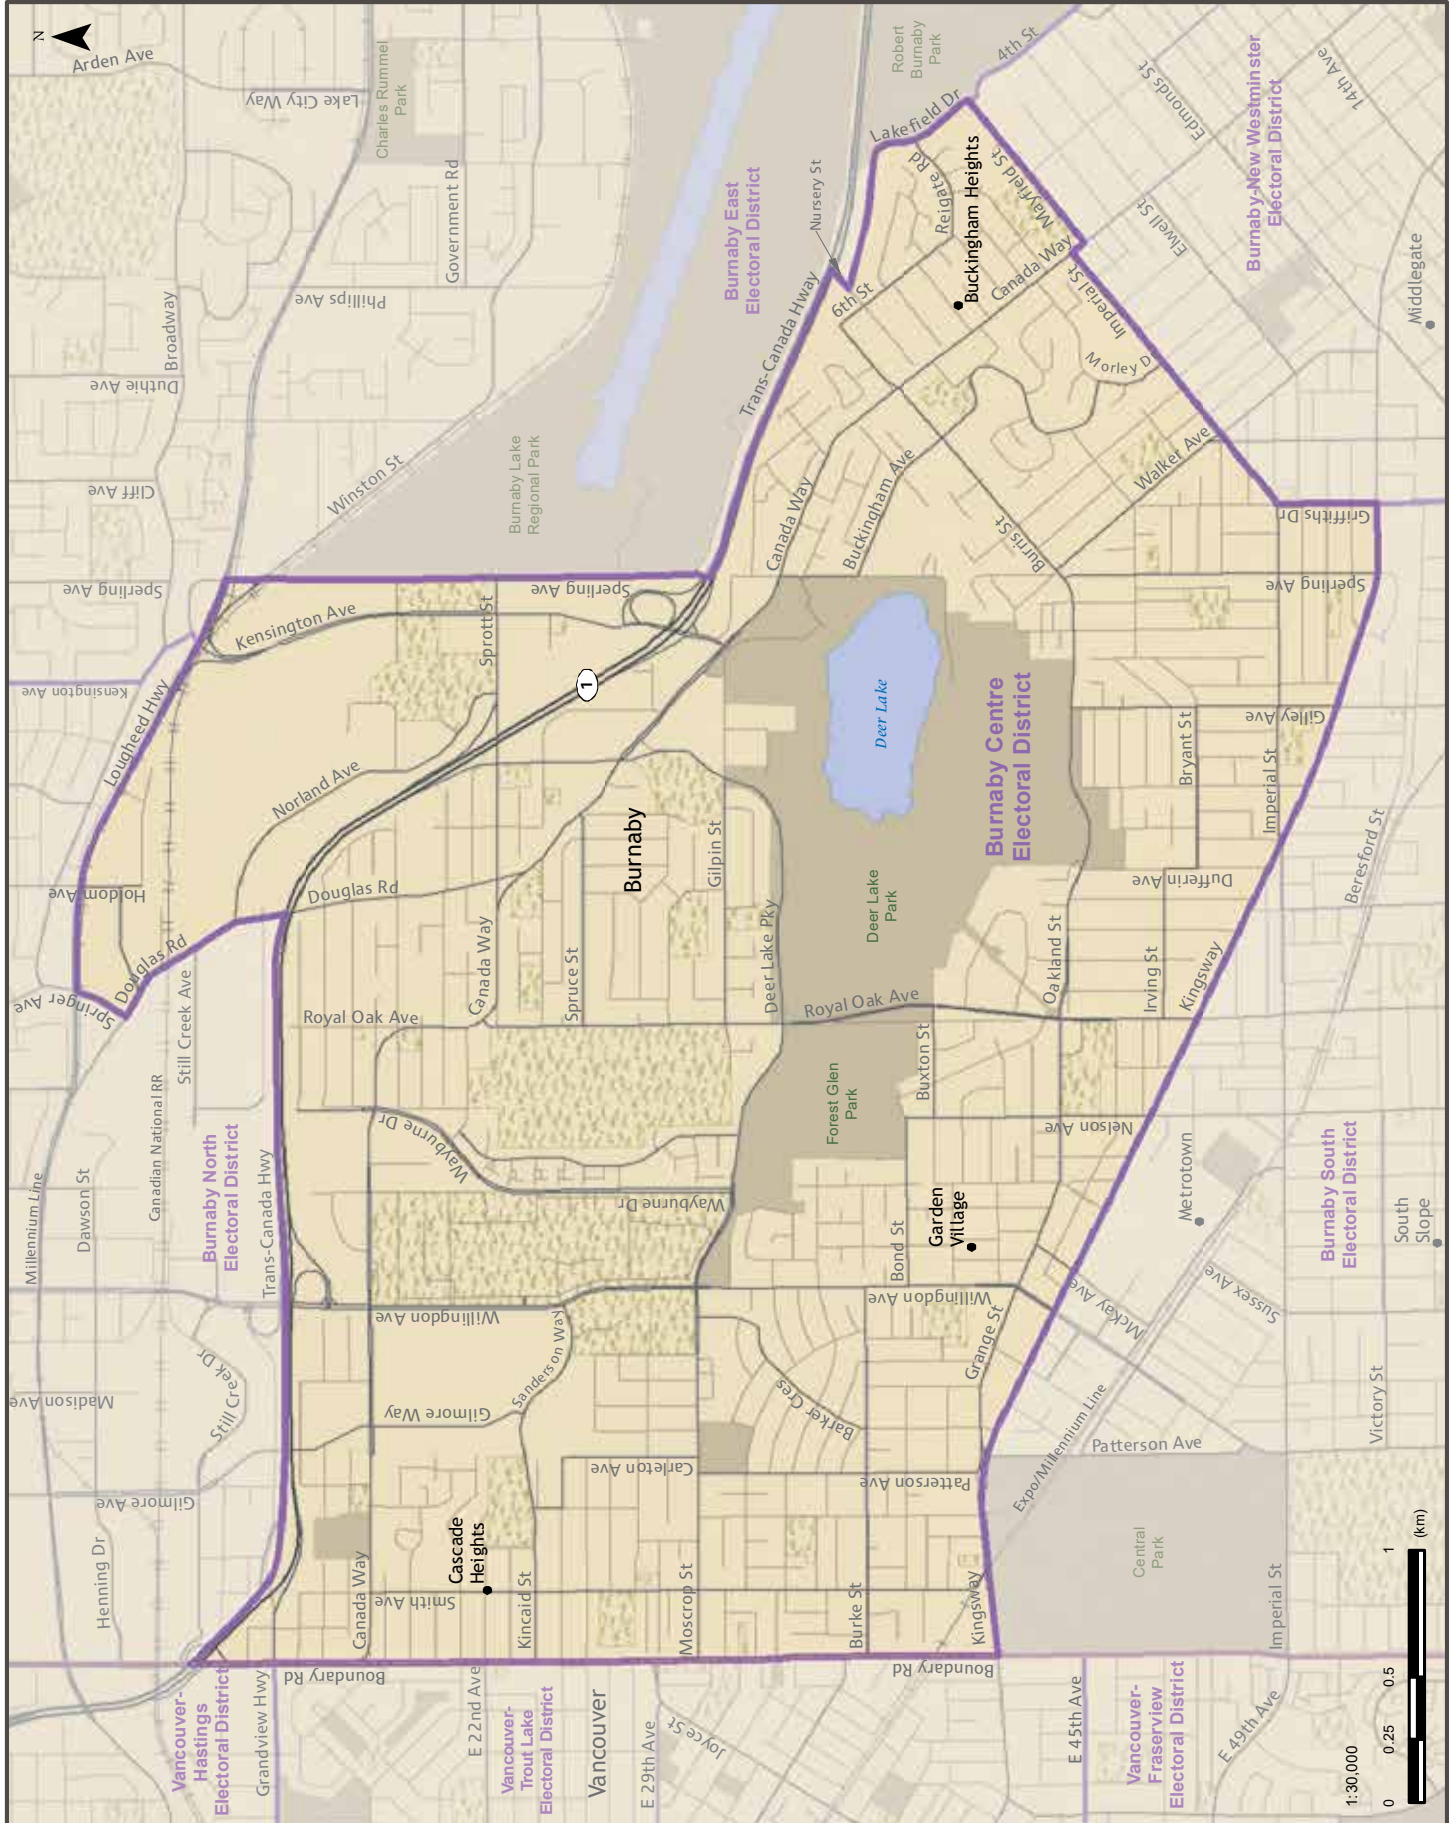 Vancouver-
Hastings
Electoral District
Grandview Hwy
E 22nd Ave
Vancouver-
Trout Lake
Electoral District
Vancouver
E 29th Ave
Joyce St
E 45th Ave
Vancouver-
Fraserview
Electoral District
E 49th Ave
Boundary Rd
Boundary Rd
Henning Dr
Gilmore Ave
Madison Ave
Still Creek Dr
Millennium Line
Dawson St
Canadian National RR
Still Creek Ave
Burnaby North
Electoral District
Trans-Canada Hwy
Springer Ave
Douglas Rd
Holdom Ave
Lougheed Hwy
Kensington Ave
Sperling Ave
Cliff Ave
Duthie Ave
Broadway
Arden Ave
N
Lake City Way
Charles Rummel
Park
Government Rd
Phillips Ave
Winston St
Burnaby Lake
Regional Park
Burnaby East
Electoral District
Nursery St
Trans-Canada Hway
Robert
Burnaby
Park
4th St
Lakefield Dr
Edmonds St
14th Ave
Burnaby-New Westminster
Electoral District
Elwell St
Middlegate
Canada Way
Smith Ave
Cascade
Heights
Kincaid St
Gilmore Way
Sanderson Way
Willingdon Ave
Carleton Ave
Moscrop St
Burke St
Kingsway
Patterson Ave
Barker Cres
Grange St
Willingdon Ave
Bond St
Garden
Village
Wayburne Dr
Wayburne Dr
Royal Oak Ave
Canada Way
Spruce St
Douglas Rd
Norland Ave
Kensington Ave
Sprott St
Sperling Ave
1
Burnaby
Gilpin St
Deer Lake Pky
Royal Oak Ave
Forest Glen
Park
Buxton St
Nelson Ave
Deer Lake
Park
Deer Lake
Burnaby Centre
Electoral District
Oakland St
Irving St
Kingsway
Dufferin Ave
Bryant St
Gilley Ave
Imperial St
Sperling Ave
Griffiths Dr
Canada Way
Buckingham Ave
Burris St
Walker Ave
6th St
Buckingham Heights
Canada Way
Reigate Rd
Mayfield St
Imperial St
Morley D
Central
Park
Patterson Ave
Expo/Millennium Line
McKay Ave
Metrotown
Sussex Ave
Imperial St
Victory St
Burnaby South
Electoral District
South
Slope
Beresford St
1:30,000
0
0.25
0.5
1
(km)